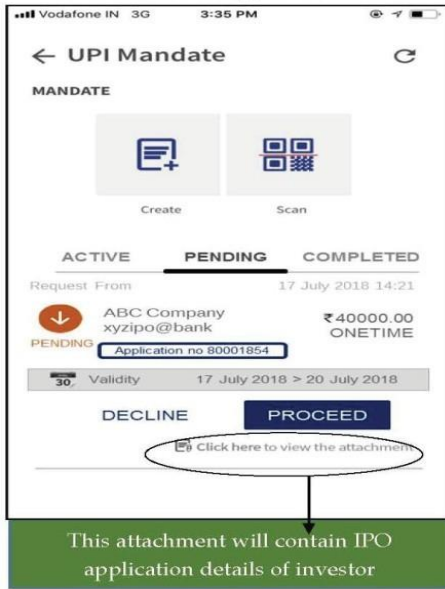 Vodafone IN 3G 3:35 PM
UPI Mandate
MANDATE
Create Scan
ACTIVE PENDING COMPLETED
Request From 17 July 2018 14:21
ABC Company ₹40000.00
xyzipo@bank ONETIME
PENDING
Application no 80001854
30 Validity 17 July 2018 > 20 July 2018
DECLINE PROCEED
Click here to view the attachment
This attachment will contain IPO
application details of investor